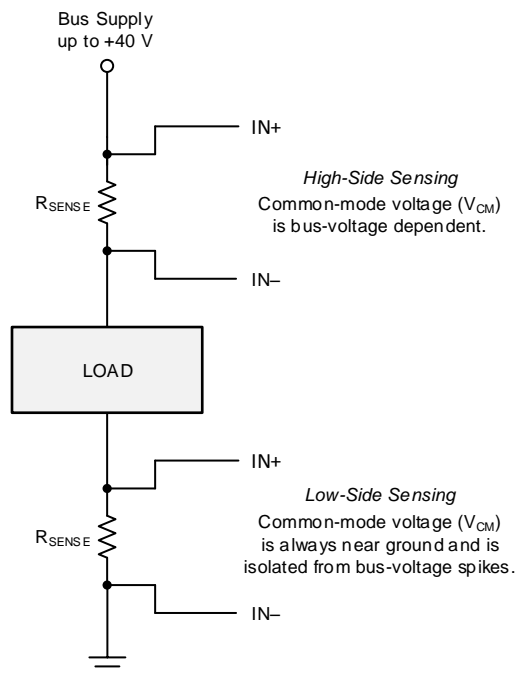 Bus Supply
up to +40 V
IN+
High-Side Sensing
Common-mode voltage (VCM)
is bus-voltage dependent.
RSENSE
IN–
LOAD
IN+
Low-Side Sensing
Common-mode voltage (VCM)
is always near ground and is
isolated from bus-voltage spikes.
RSENSE
IN–